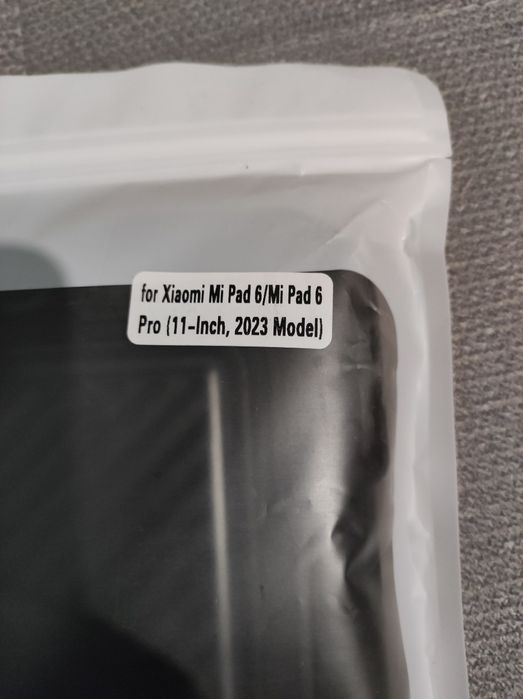 for Xiaomi Mi Pad 6/Mi Pad 6
Pro (11-Inch, 2023 Model)